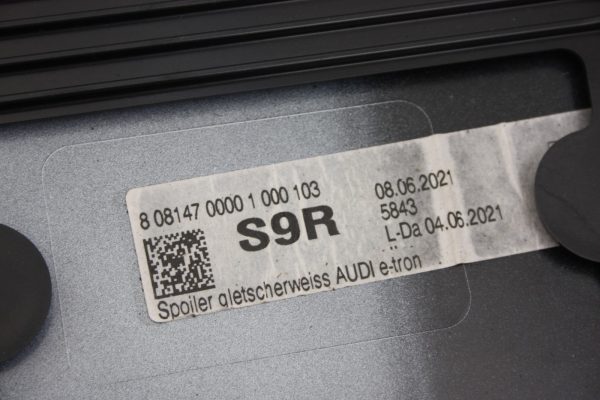 8 08147 0000 1 000 103
S9R
08.06.2021
5843
L-Da 04.06.2021
Spoiler gletscherweiss AUDI e-tron